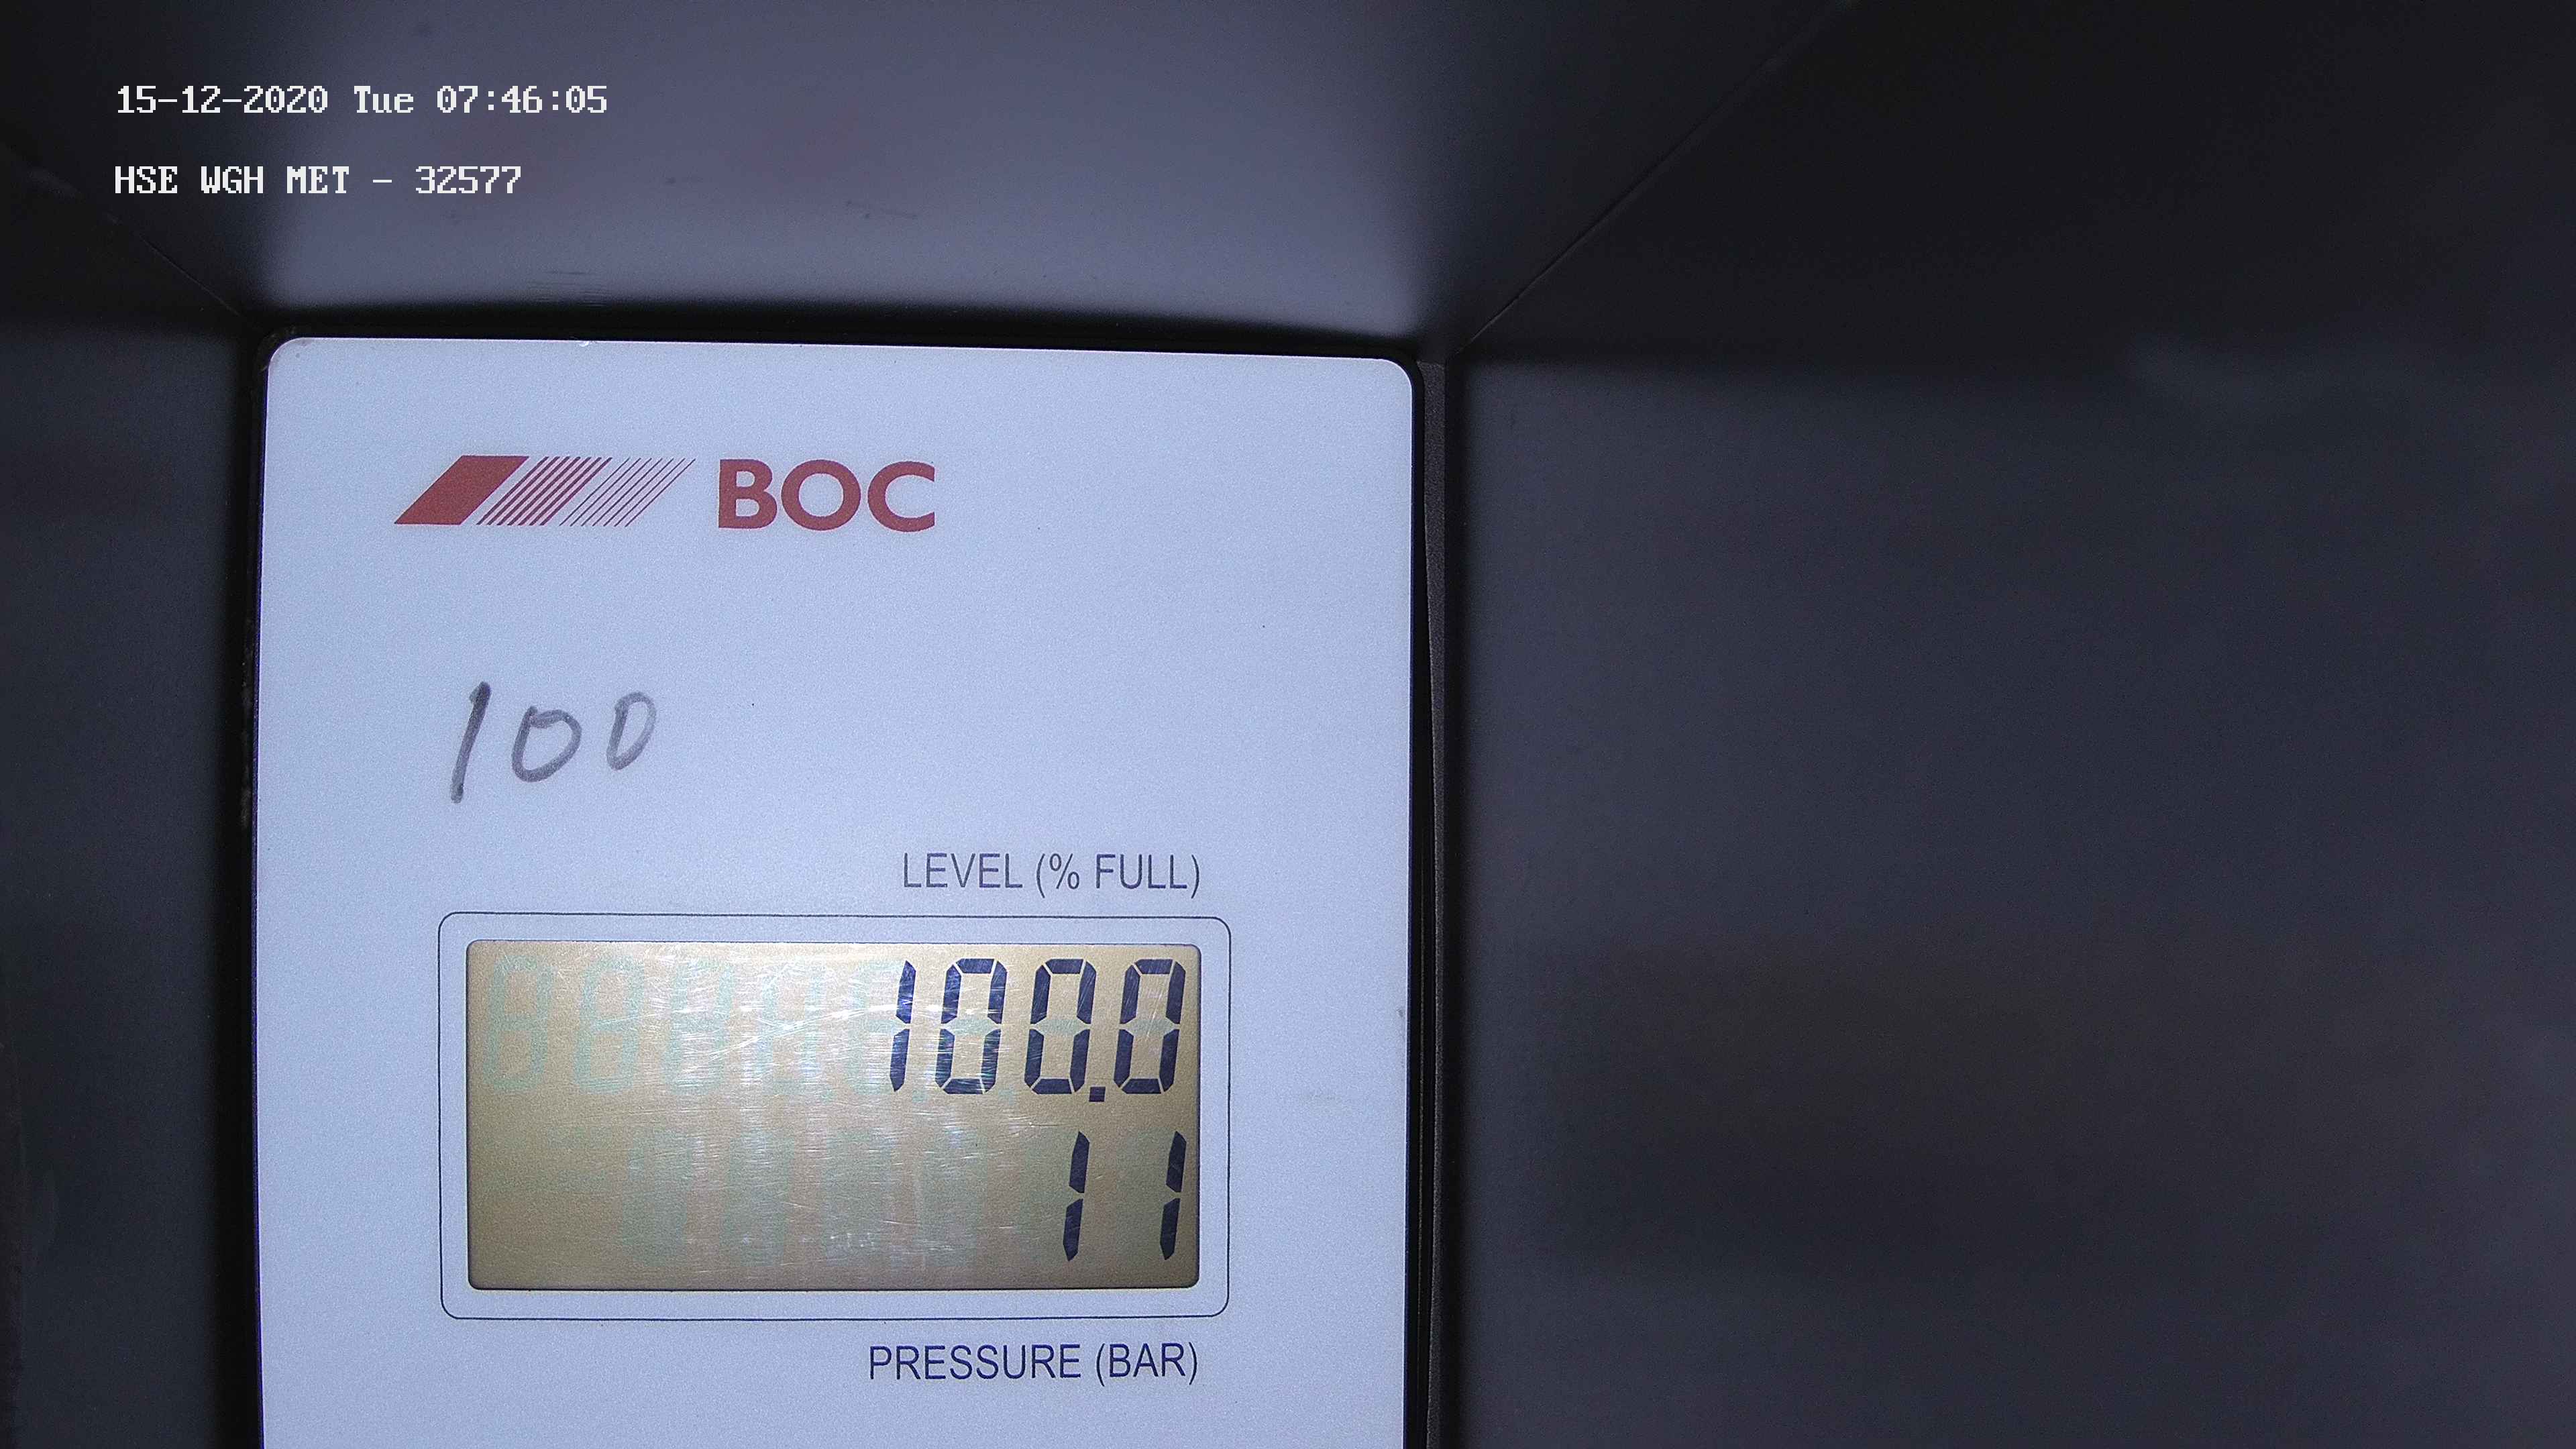 15-12-2020 Tue 07:46:05
HSE WGH MET - 32577
BOC
100
LEVEL (% FULL)
100.0
11
PRESSURE (BAR)